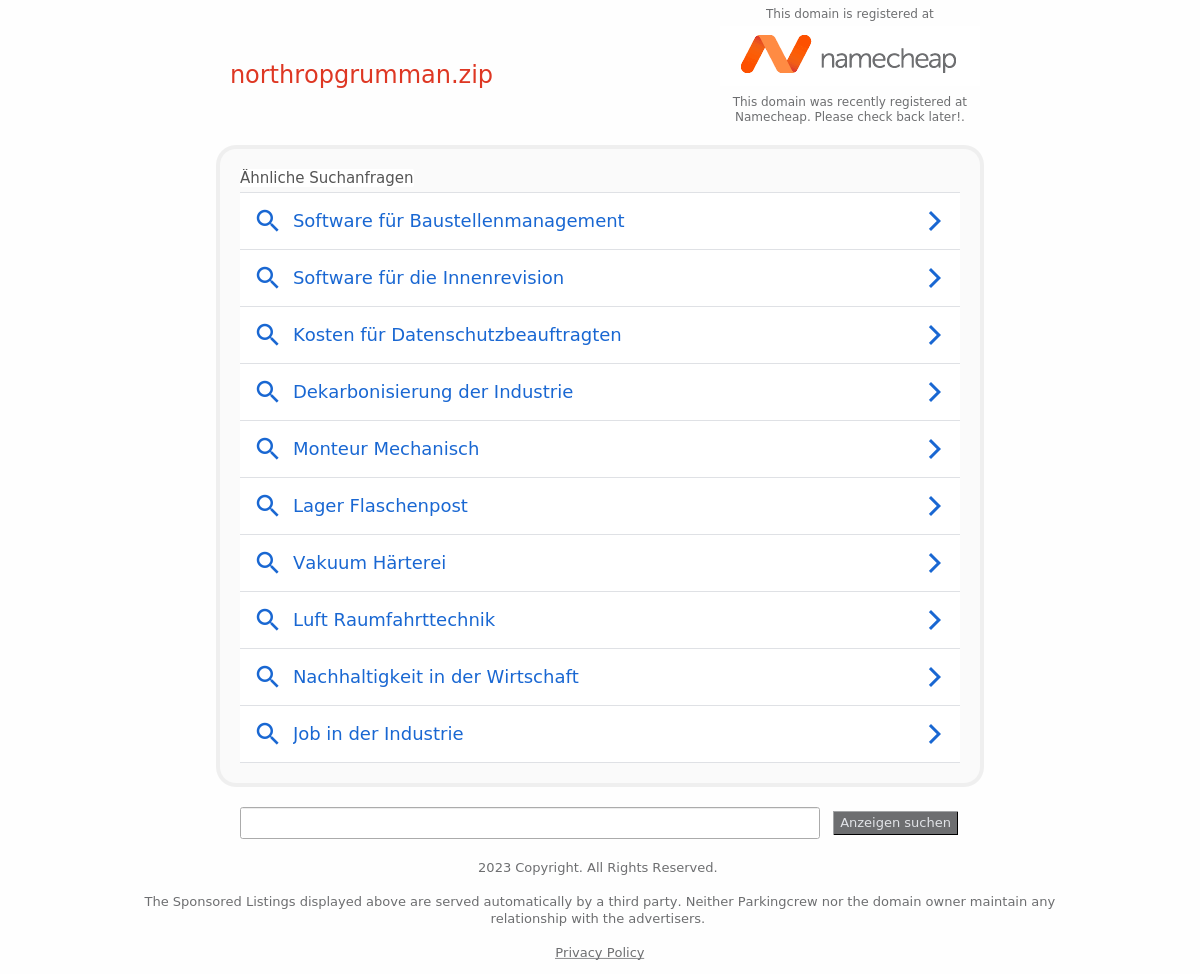 This domain is registered at
northropgrumman.zip
namecheap
This domain was recently registered at
Namecheap. Please check back later!.
Ähnliche Suchanfragen
Software für Baustellenmanagement
Software für die Innenrevision
Kosten für Datenschutzbeauftragten
Dekarbonisierung der Industrie
Monteur Mechanisch
Lager Flaschenpost
Vakuum Härterei
Luft Raumfahrttechnik
Nachhaltigkeit in der Wirtschaft
Job in der Industrie
Anzeigen suchen
2023 Copyright. All Rights Reserved.
The Sponsored Listings displayed above are served automatically by a third party. Neither Parkingcrew nor the domain owner maintain any
relationship with the advertisers.
Privacy Policy